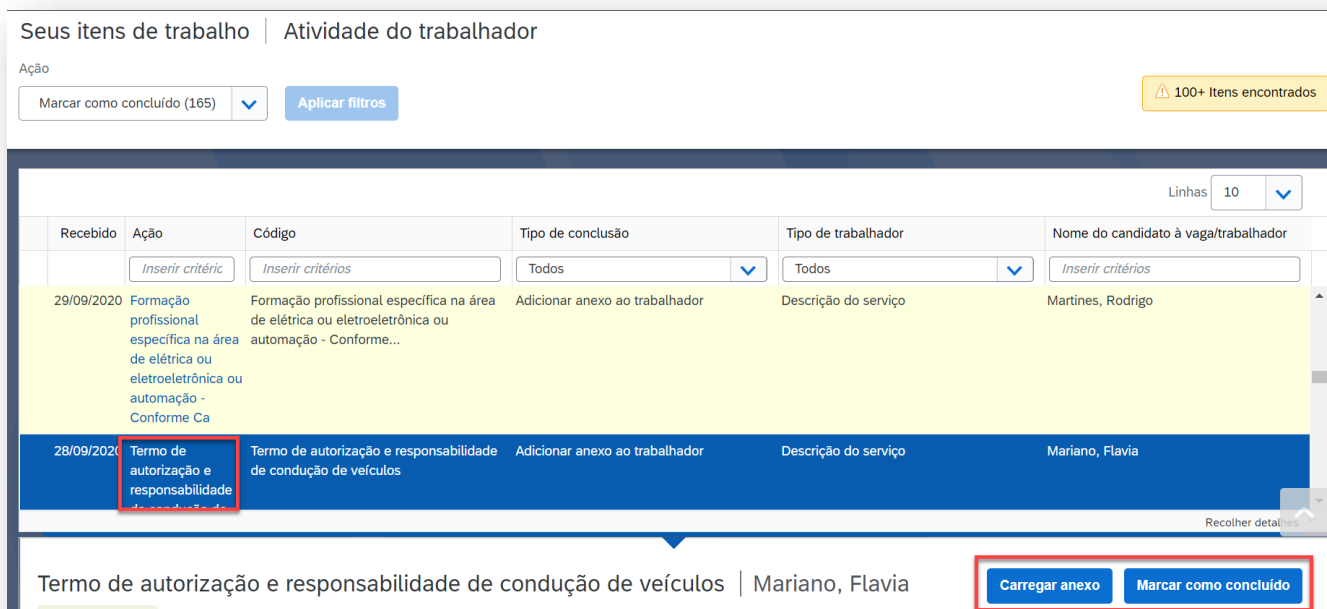 Seus itens de trabalho | Atividade do trabalhador
Ação
Marcar como concluído (165)
Aplicar filtros
100+ Itens encontrados
Linhas 10
Recebido Ação Código Tipo de conclusão Tipo de trabalhador Nome do candidato à vaga/trabalhador
Inserir critéric Inserir critérios Todos Todos Inserir critérios
29/09/2020 Formação Formação profissional específica na área Adicionar anexo ao trabalhador Descrição do serviço Martines, Rodrigo
profissional de elétrica ou eletroeletrônica ou
específica na área automação - Conforme...
de elétrica ou
eletroeletrônica ou
automação -
Conforme Ca
28/09/2020 Termo de Termo de autorização e responsabilidade Adicionar anexo ao trabalhador Descrição do serviço Mariano, Flavia
autorização e de condução de veículos
responsabilidade
de condução de
Recolher detalhes
Termo de autorização e responsabilidade de condução de veículos | Mariano, Flavia
Carregar anexo Marcar como concluído